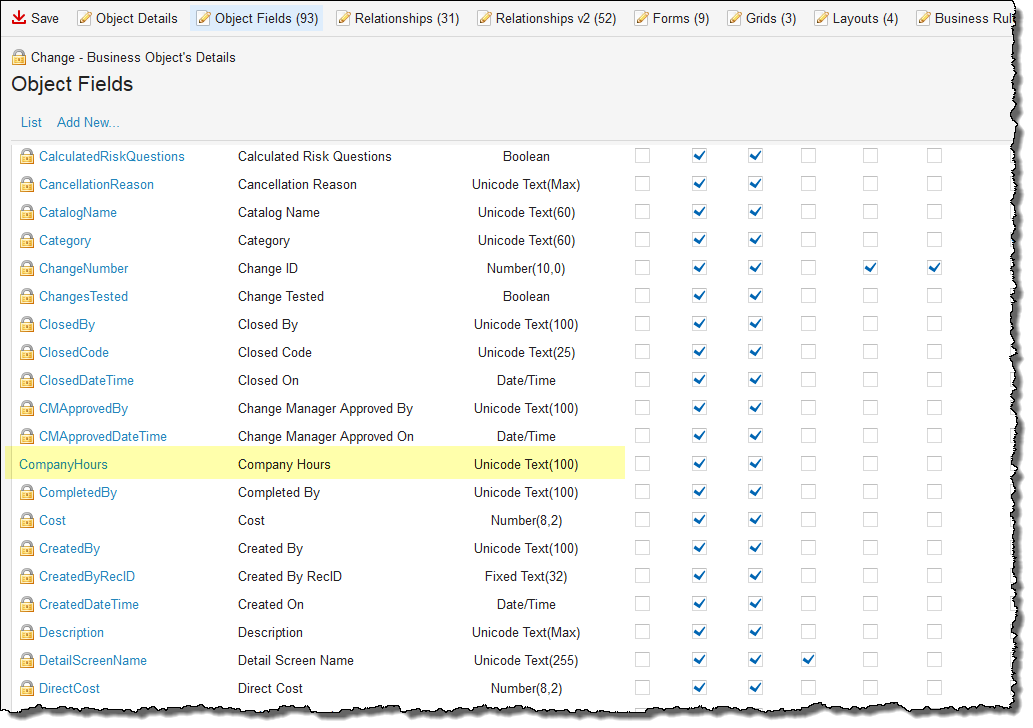 Save Object Details Object Fields (93) Relationships (31) Relationships v2 (52) Forms (9) Grids (3) Layouts (4) Business Rul
Change - Business Object's Details
Object Fields
List Add New...
CalculatedRiskQuestions Calculated Risk Questions Boolean
CancellationReason Cancellation Reason Unicode Text(Max)
CatalogName Catalog Name Unicode Text(60)
Category Category Unicode Text(60)
ChangeNumber Change ID Number(10,0)
ChangesTested Change Tested Boolean
ClosedBy Closed By Unicode Text(100)
ClosedCode Closed Code Unicode Text(25)
ClosedDateTime Closed On Date/Time
CMApprovedBy Change Manager Approved By Unicode Text(100)
CMApprovedDateTime Change Manager Approved On Date/Time
CompanyHours Company Hours Unicode Text(100)
CompletedBy Completed By Unicode Text(100)
Cost Cost Number(8,2)
CreatedBy Created By Unicode Text(100)
CreatedByRecID Created By RecID Fixed Text(32)
CreatedDateTime Created On Date/Time
Description Description Unicode Text(Max)
DetailScreenName Detail Screen Name Unicode Text(255)
DirectCost Direct Cost Number(8,2)